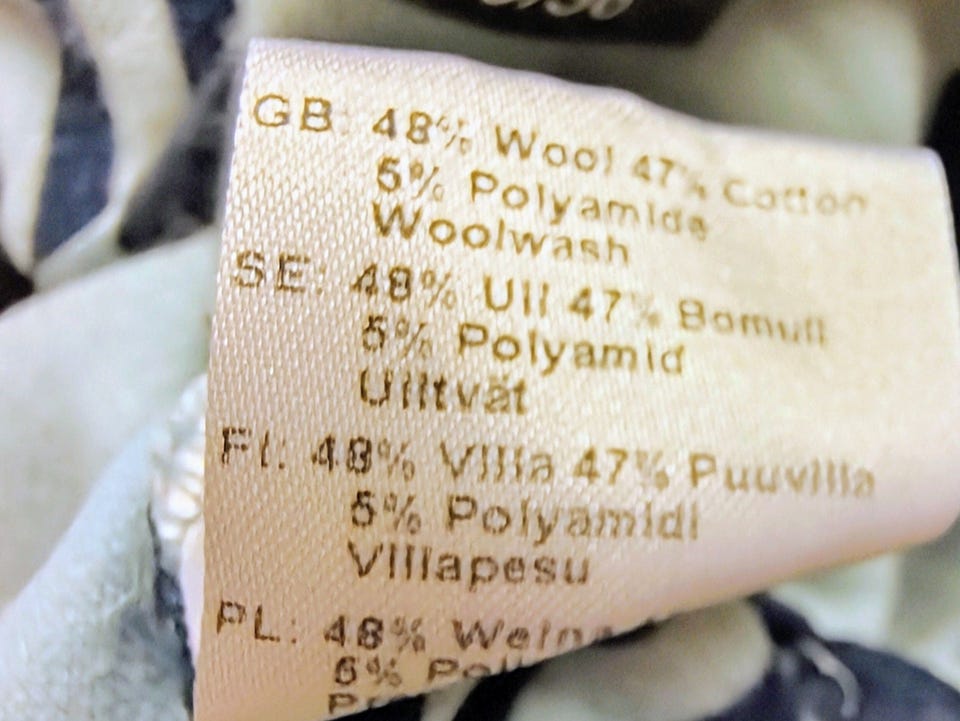 GB 48% Wool 47% Cotton
5% Polyamide
Woolwash
SE: 48% Ull 47% Bomull
5% Polyamid
Ulltvät
FI: 48% Villa 47% Puuvilla
5% Polyamidi
Villapesu
PL: 48%
5%